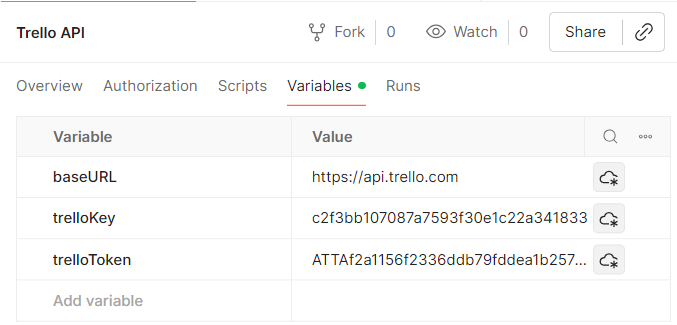 Trello API Fork 0 Watch 0 Share
Overview Authorization Scripts Variables Runs
Variable Value
baseURL https://api.trello.com
trelloKey c2f3bb107087a7593f30e1c22a341833
trelloToken ATTAf2a1156f2336ddb79fddea1b257...
Add variable